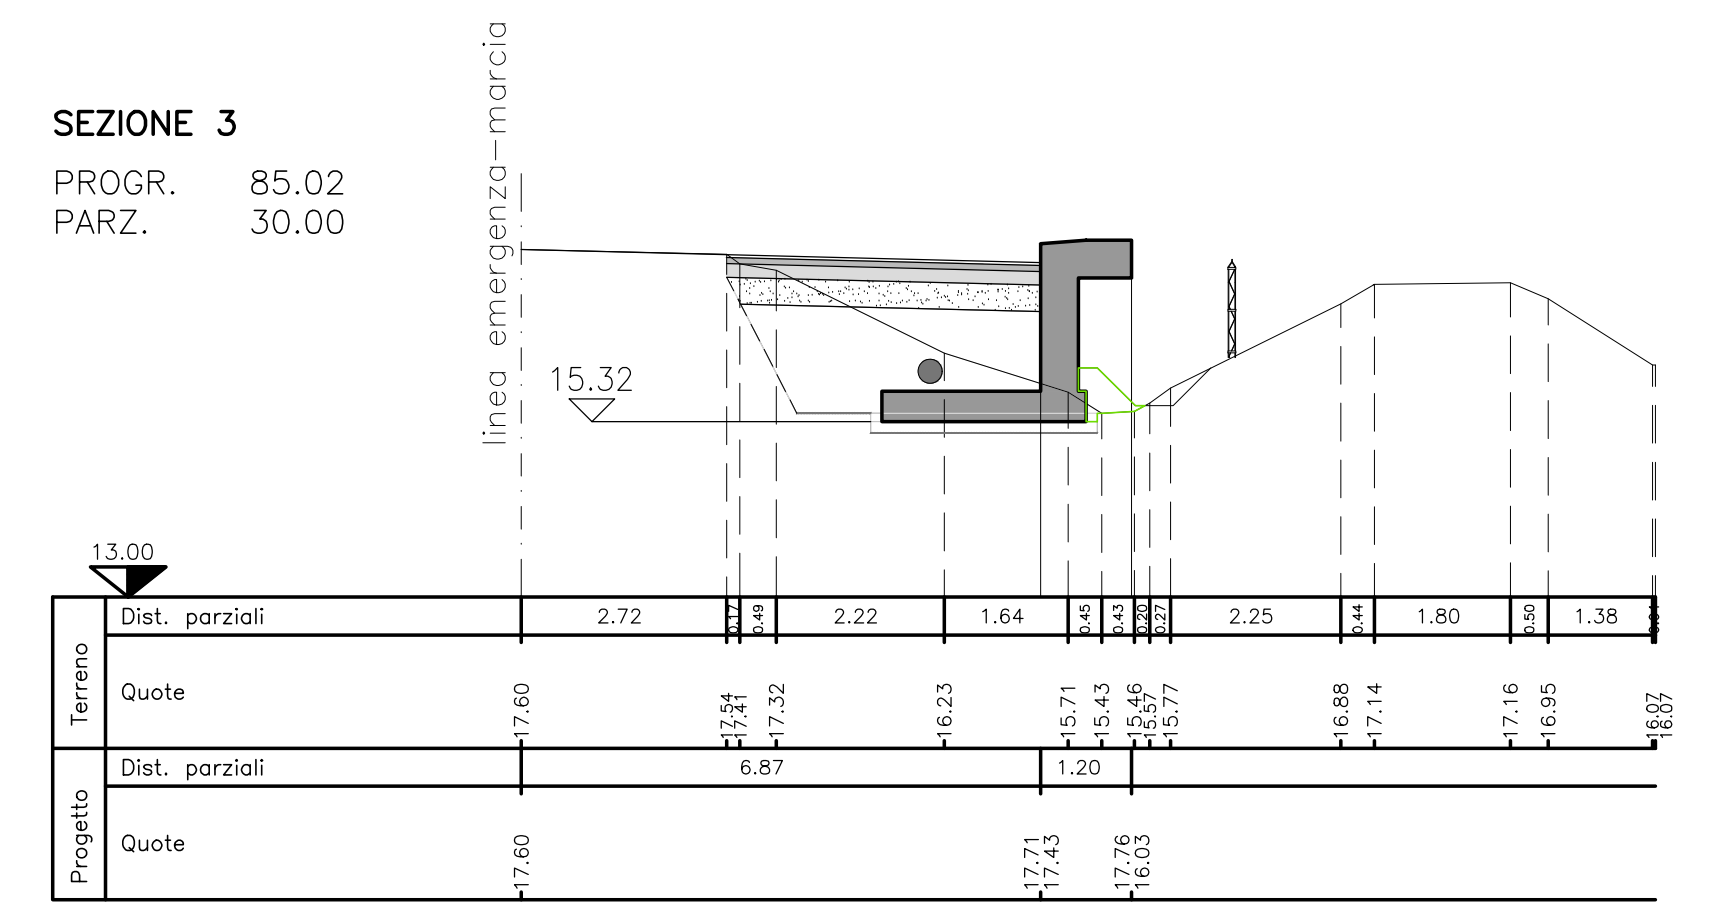 linea emergenza-marcia
SEZIONE 3
PROGR. 85.02
PARZ. 30.00
15.32
13.00
Terreno
Dist. parziali 2.72 0.17 0.49 2.22 1.64 0.45 0.43 0.20 0.27 2.25 0.44 1.80 0.50 1.38
Quote 17.60 17.54 17.41 17.32 16.23 15.71 15.43 15.46 15.57 15.77 16.88 17.14 17.16 16.95 16.07 16.07
Progetto
Dist. parziali 6.87 1.20
Quote 17.60 17.71 17.43 17.76 16.03